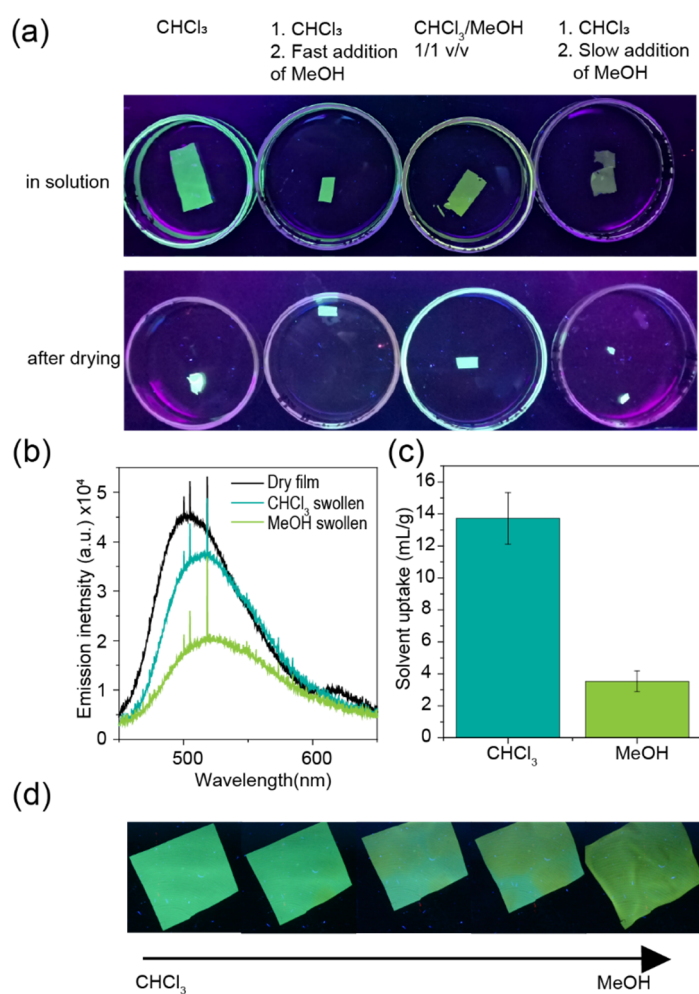 (a)
CHCl₃
1. CHCl₃
2. Fast addition
of MeOH
CHCl₃/MeOH
1/1 v/v
1. CHCl₃
2. Slow addition
of MeOH
in solution
after drying
(b)
Emission inetnsity (a.u.) x10⁴
5
4
3
2
1
0
Dry film
CHCl₃ swollen
MeOH swollen
500
600
Wavelength(nm)
(c)
Solvent uptake (mL/g)
16
14
12
10
8
6
4
2
0
CHCl₃
MeOH
(d)
CHCl₃
MeOH